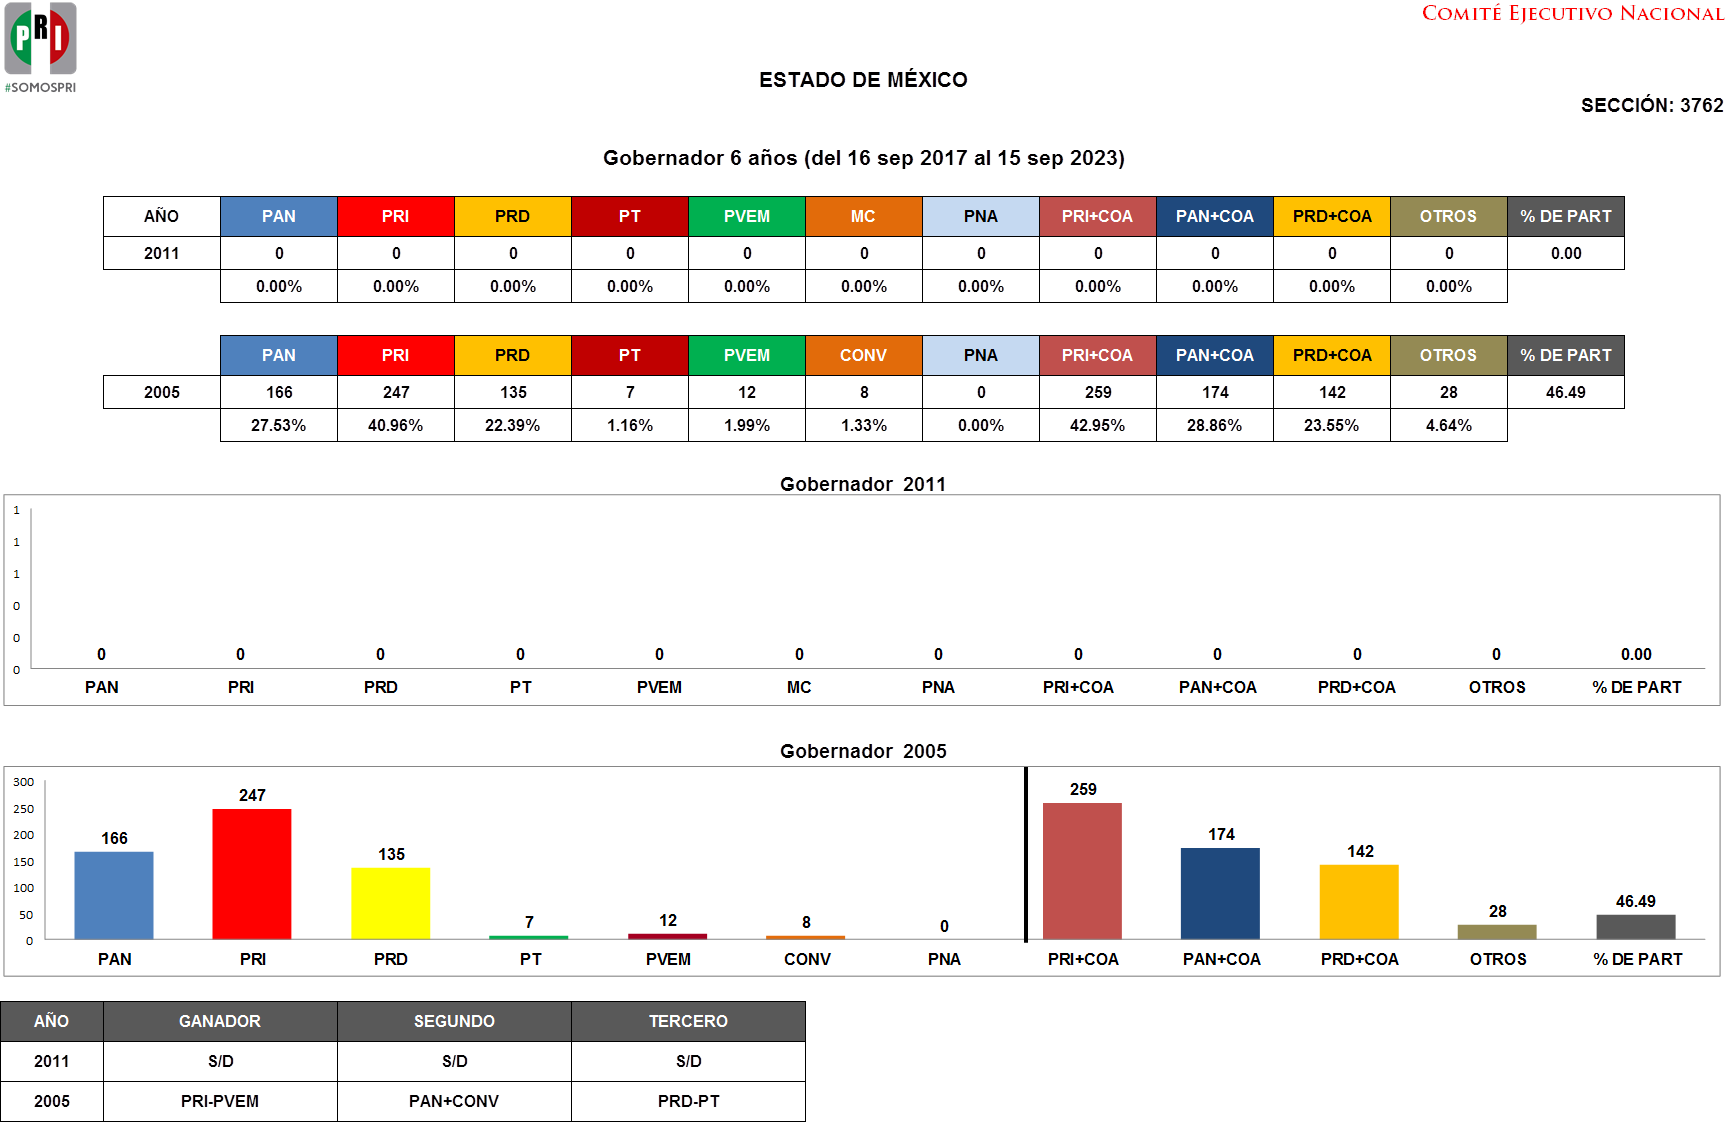 PRI
#SOMOSPRI
COMITÉ EJECUTIVO NACIONAL
ESTADO DE MÉXICO
SECCIÓN: 3762
Gobernador 6 años (del 16 sep 2017 al 15 sep 2023)
AÑO PAN PRI PRD PT PVEM MC PNA PRI+COA PAN+COA PRD+COA OTROS % DE PART
2011 0 0 0 0 0 0 0 0 0 0 0 0.00
0.00% 0.00% 0.00% 0.00% 0.00% 0.00% 0.00% 0.00% 0.00% 0.00% 0.00%
PAN PRI PRD PT PVEM CONV PNA PRI+COA PAN+COA PRD+COA OTROS % DE PART
2005 166 247 135 7 12 8 0 259 174 142 28 46.49
27.53% 40.96% 22.39% 1.16% 1.99% 1.33% 0.00% 42.95% 28.86% 23.55% 4.64%
Gobernador 2011
1
1
1
0
0
0
0 0 0 0 0 0 0 0 0 0 0 0.00
PAN PRI PRD PT PVEM MC PNA PRI+COA PAN+COA PRD+COA OTROS % DE PART
Gobernador 2005
300
250
200
150
100
50
0
166 247 135 7 12 8 0 259 174 142 28 46.49
PAN PRI PRD PT PVEM CONV PNA PRI+COA PAN+COA PRD+COA OTROS % DE PART
AÑO GANADOR SEGUNDO TERCERO
2011 S/D S/D S/D
2005 PRI-PVEM PAN+CONV PRD-PT